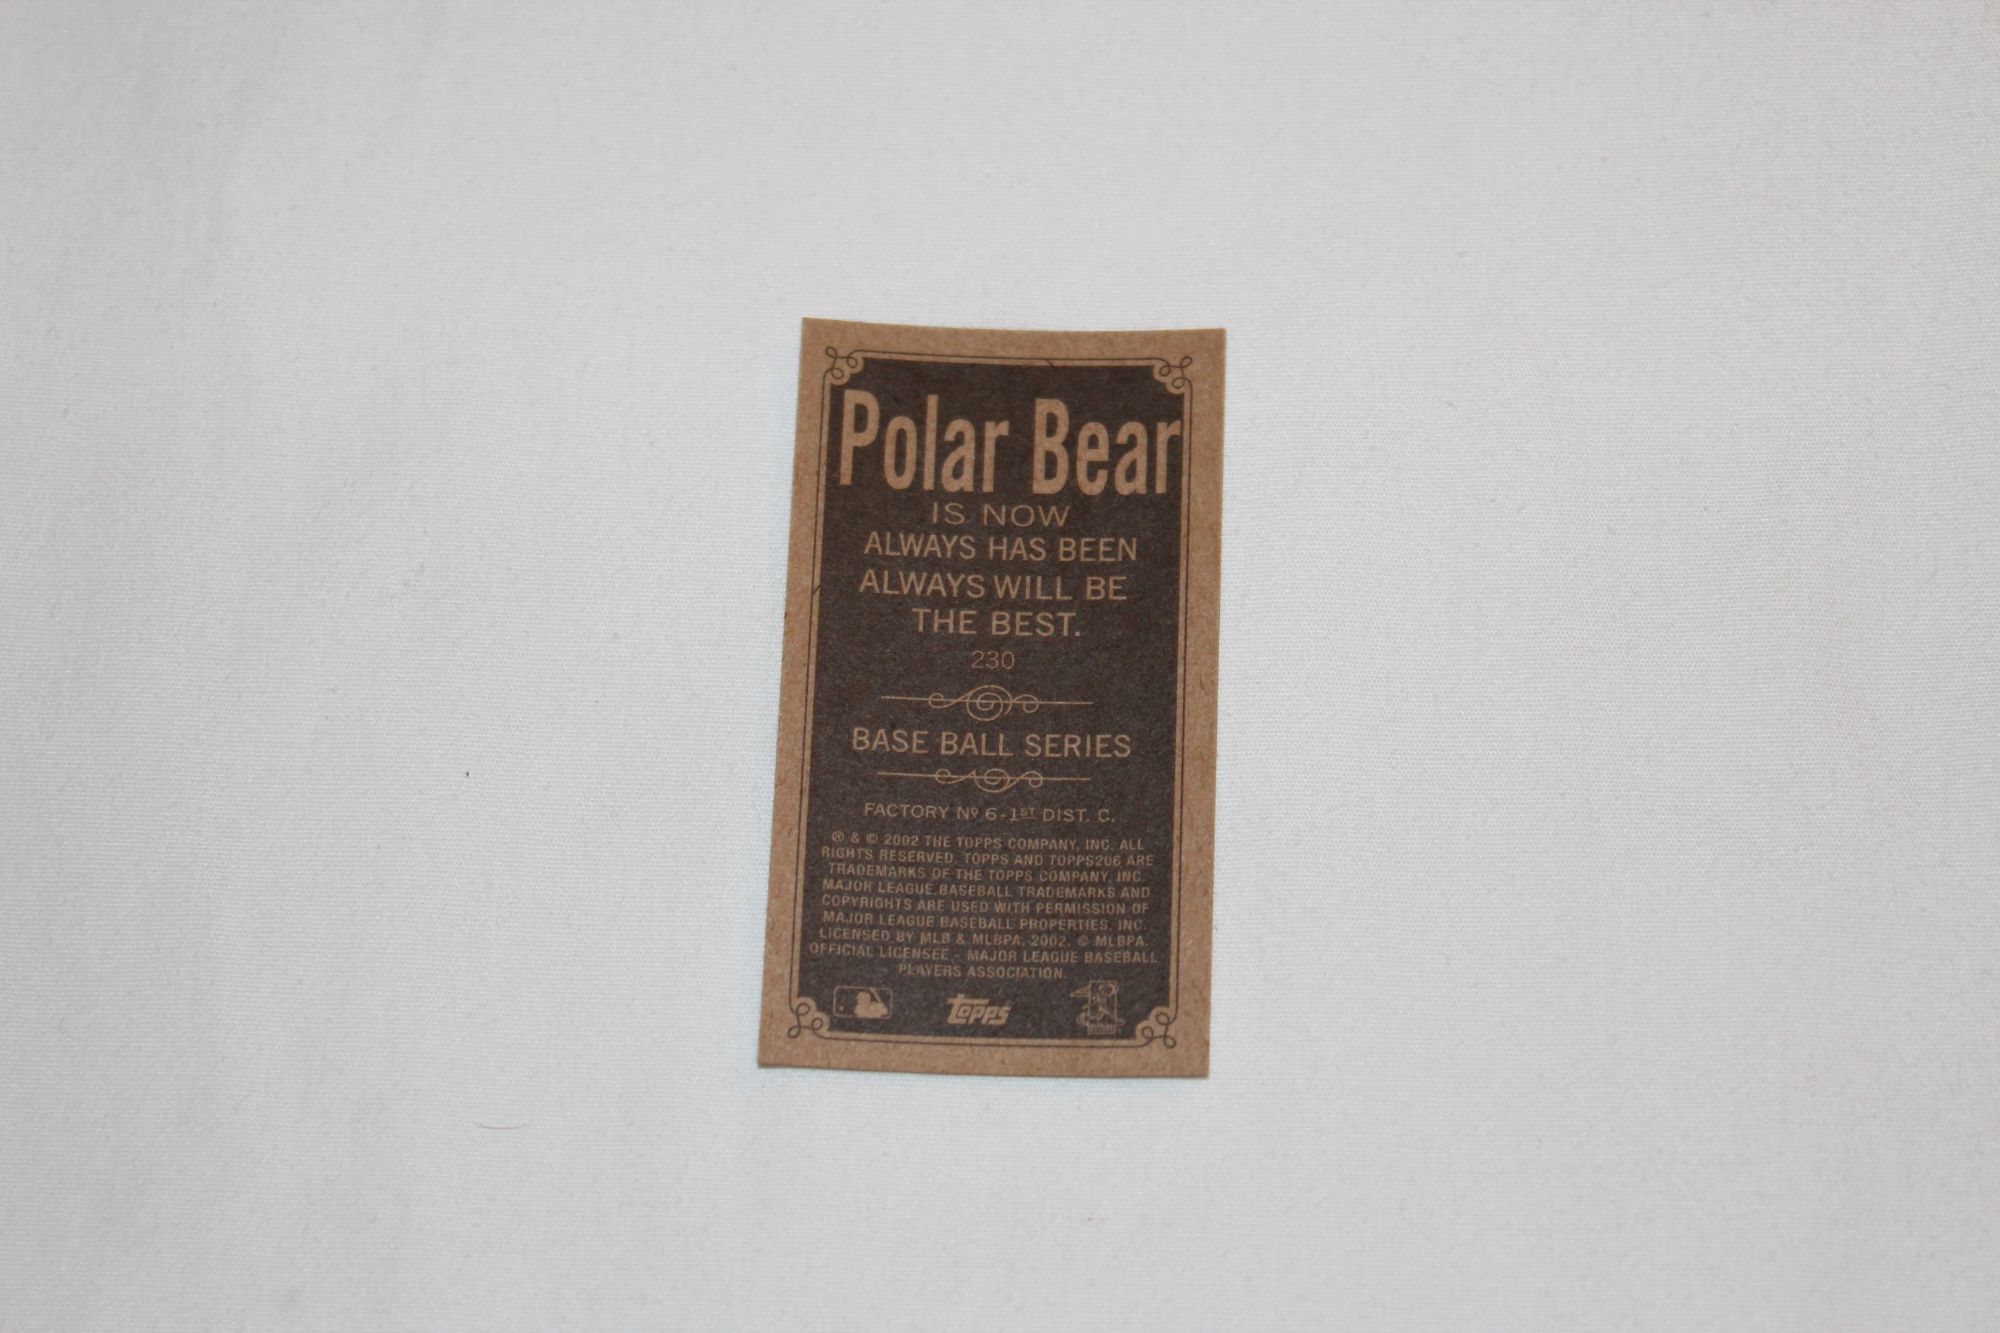 Polar Bear
IS NOW
ALWAYS HAS BEEN
ALWAYS WILL BE
THE BEST.
230
BASE BALL SERIES
FACTORY Nº 6-1ST DIST. C.
® & © 2002 THE TOPPS COMPANY, INC. ALL
RIGHTS RESERVED. TOPPS AND TOPPS206 ARE
TRADEMARKS OF THE TOPPS COMPANY, INC.
MAJOR LEAGUE BASEBALL TRADEMARKS AND
COPYRIGHTS ARE USED WITH PERMISSION OF
MAJOR LEAGUE BASEBALL PROPERTIES, INC.
LICENSED BY MLB & MLBPA, 2002. © MLBPA.
OFFICIAL LICENSEE - MAJOR LEAGUE BASEBALL
PLAYERS ASSOCIATION.
topps